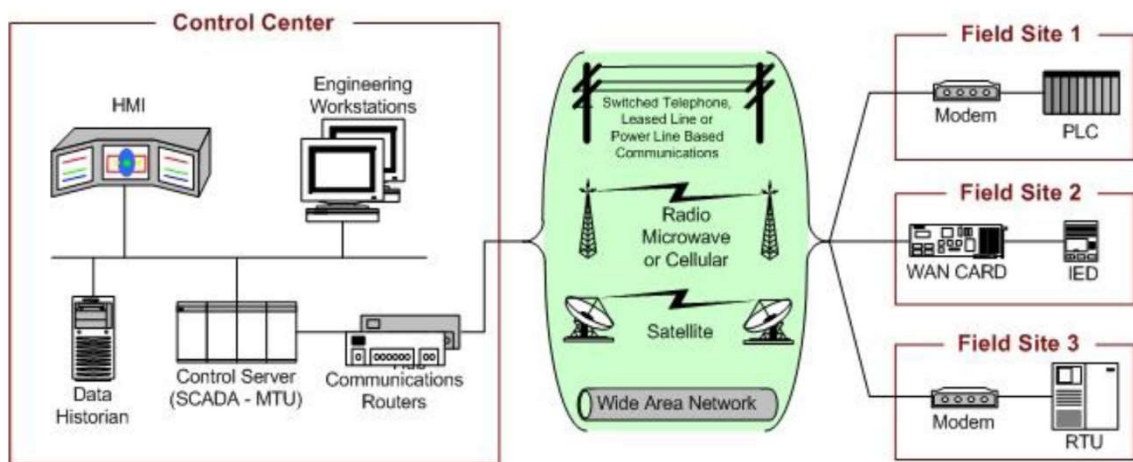 Control Center
HMI
Engineering
Workstations
Data
Historian
Control Server
(SCADA - MTU)
Communications
Routers
Switched Telephone,
Leased Line or
Power Line Based
Communications
Radio
Microwave
or Cellular
Satellite
Wide Area Network
Field Site 1
Modem
PLC
Field Site 2
WAN CARD
IED
Field Site 3
Modem
RTU